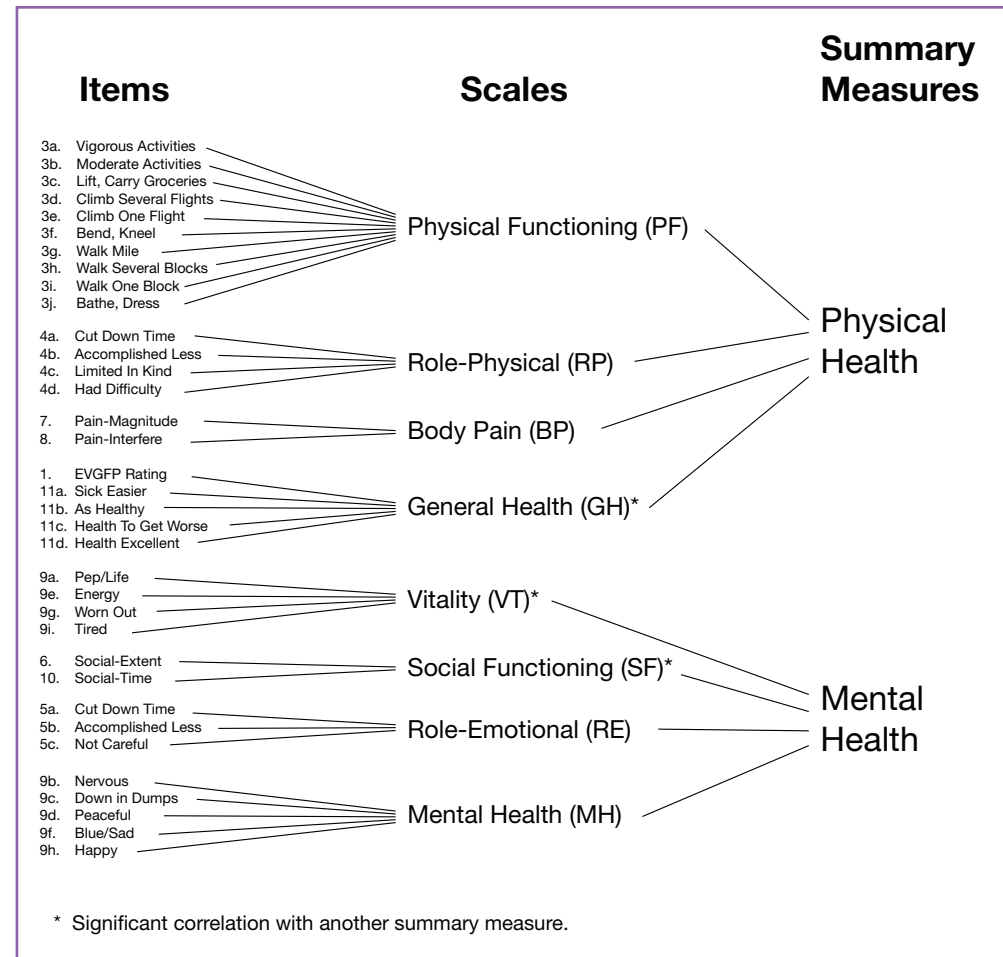 Items
Scales
Summary
Measures
3a. Vigorous Activities
3b. Moderate Activities
3c. Lift, Carry Groceries
3d. Climb Several Flights
3e. Climb One Flight
3f. Bend, Kneel
3g. Walk Mile
3h. Walk Several Blocks
3i. Walk One Block
3j. Bathe, Dress
Physical Functioning (PF)
4a. Cut Down Time
4b. Accomplished Less
4c. Limited In Kind
4d. Had Difficulty
Role-Physical (RP)
7. Pain-Magnitude
8. Pain-Interfere
Body Pain (BP)
1. EVGFP Rating
11a. Sick Easier
11b. As Healthy
11c. Health To Get Worse
11d. Health Excellent
General Health (GH)*
Physical
Health
9a. Pep/Life
9e. Energy
9g. Worn Out
9i. Tired
Vitality (VT)*
6. Social-Extent
10. Social-Time
Social Functioning (SF)*
5a. Cut Down Time
5b. Accomplished Less
5c. Not Careful
Role-Emotional (RE)
9b. Nervous
9c. Down in Dumps
9d. Peaceful
9f. Blue/Sad
9h. Happy
Mental Health (MH)
Mental
Health
* Significant correlation with another summary measure.